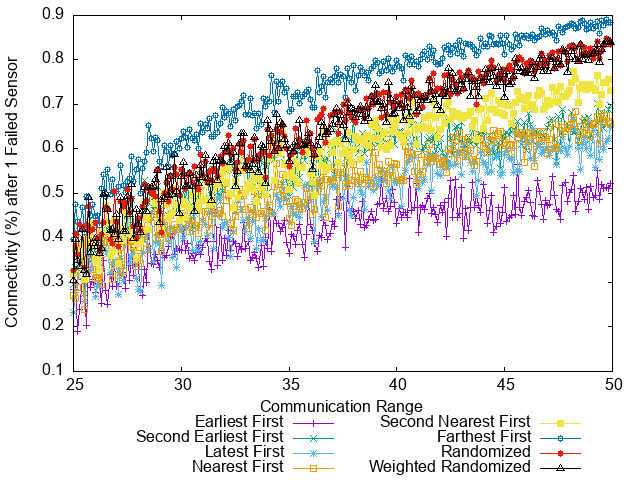 0.9
0.8
0.7
0.6
0.5
0.4
0.3
0.2
0.1
Connectivity (%) after 1 Failed Sensor
25 30 35 40 45 50
Communication Range
Earliest First Second Nearest First
Second Earliest First Farthest First
Latest First Randomized
Nearest First Weighted Randomized